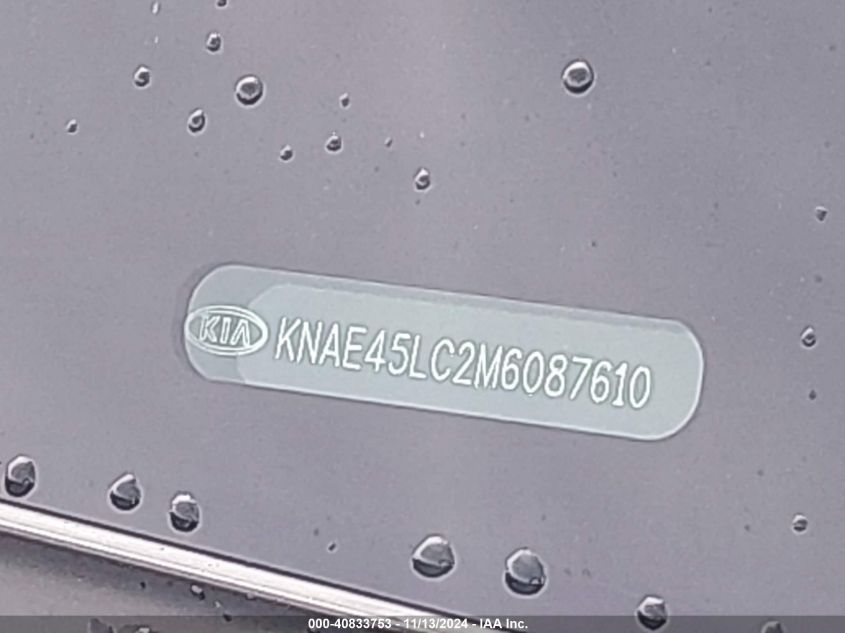 KIA KNAE45LC2M6087610
000-40833753 - 11/13/2024 - IAA Inc.